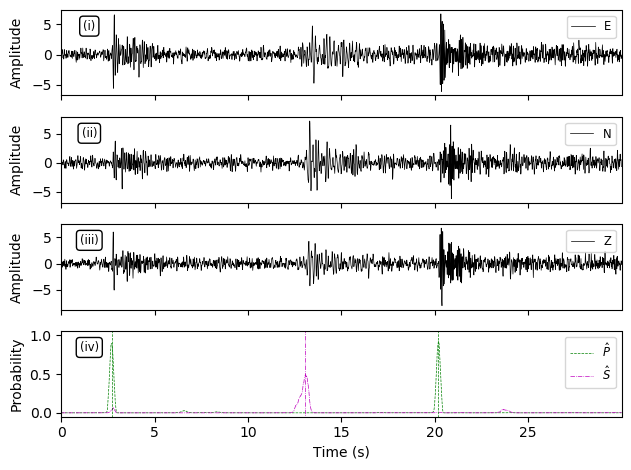 (i)
E
Amplitude
5
0
−5
(ii)
N
Amplitude
5
0
−5
(iii)
Z
Amplitude
5
0
−5
(iv)
P̂
Ŝ
Probability
1.0
0.5
0.0
0 5 10 15 20 25
Time (s)